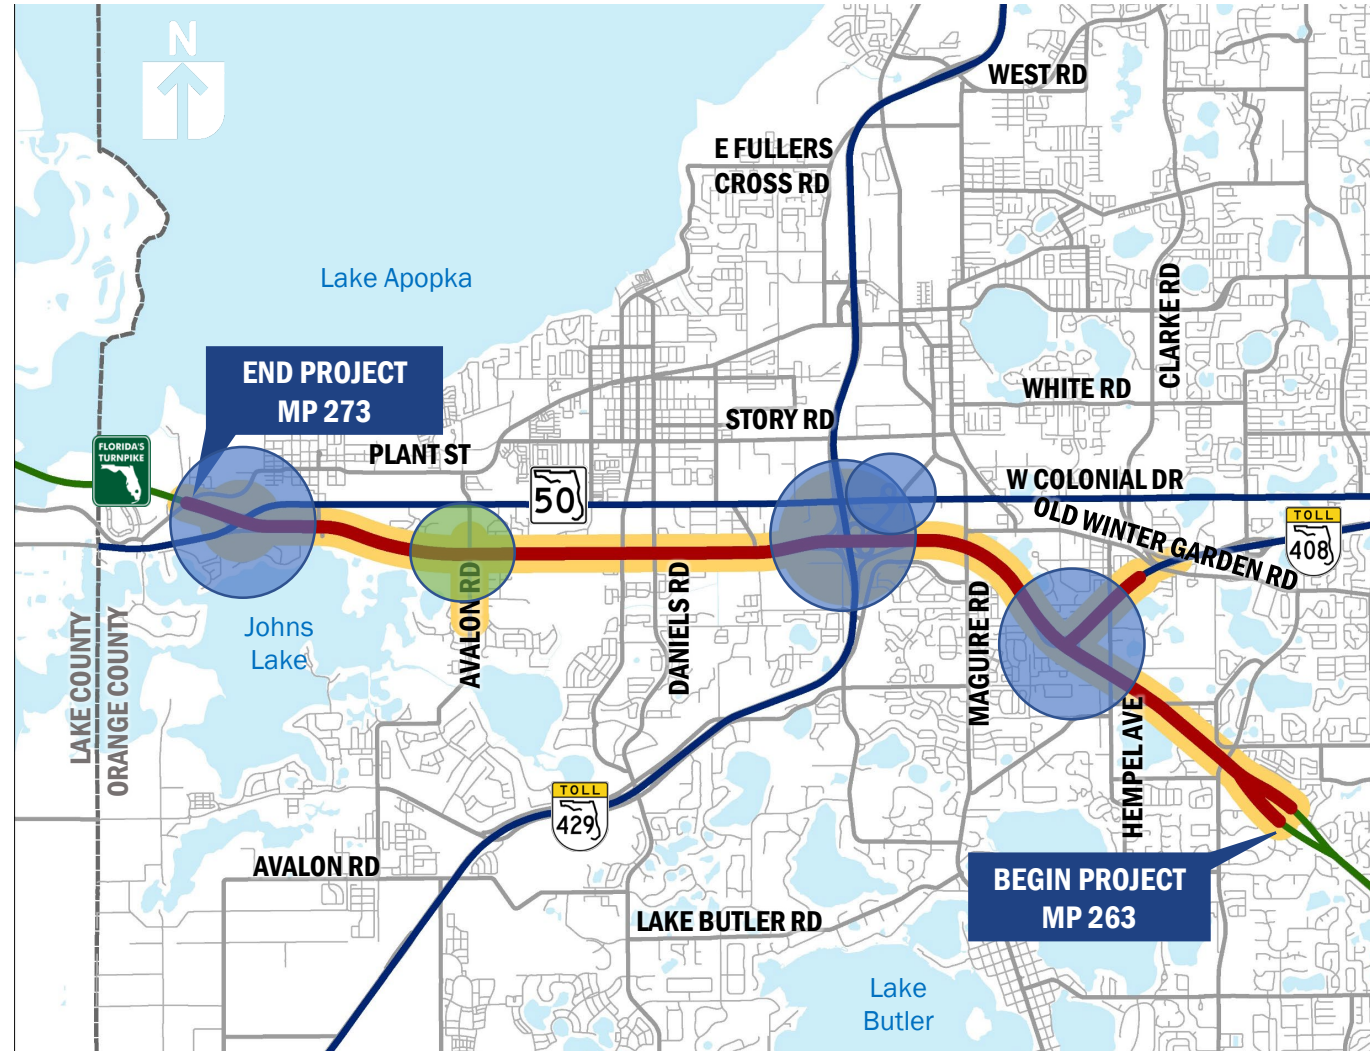 N
WEST RD
E FULLERS
CROSS RD
Lake Apopka
CLARKE RD
END PROJECT
MP 273
WHITE RD
STORY RD
FLORIDA'S
TURNPIKE
PLANT ST
50
W COLONIAL DR
OLD WINTER GARDEN RD
TOLL
408
AVALON RD
DANIELS RD
MAGUIRE RD
Johns
Lake
LAKE COUNTY
ORANGE COUNTY
HEMPEL AVE
TOLL
429
AVALON RD
BEGIN PROJECT
MP 263
LAKE BUTLER RD
Lake
Butler